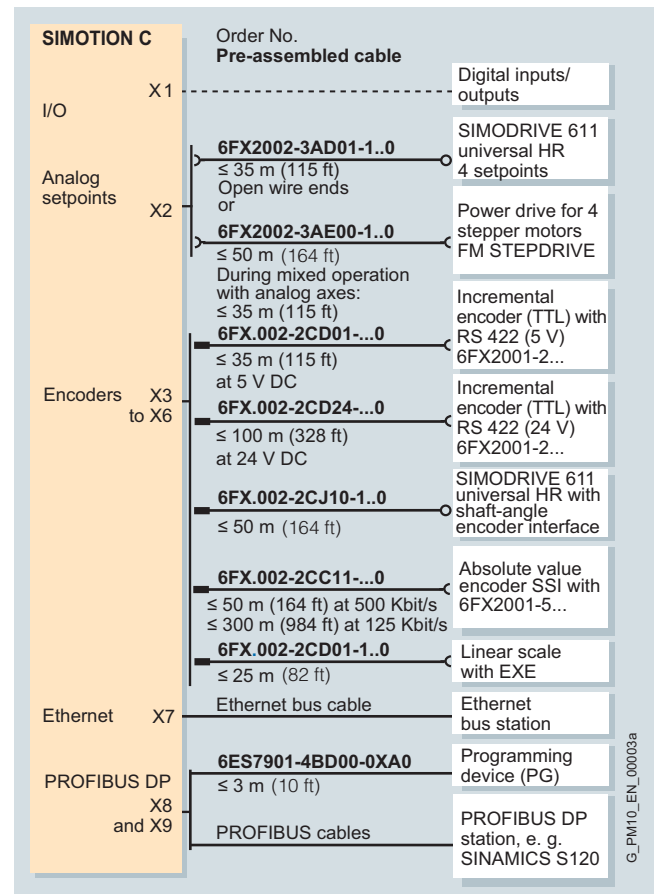 SIMOTION C
Order No.
Pre-assembled cable
X1
I/O
Digital inputs/
outputs
Analog
setpoints
X2
6FX2002-3AD01-1..0
≤ 35 m (115 ft)
Open wire ends
or
SIMODRIVE 611
universal HR
4 setpoints
6FX2002-3AE00-1..0
≤ 50 m (164 ft)
During mixed operation
with analog axes:
≤ 35 m (115 ft)
Power drive for 4
stepper motors
FM STEPDRIVE
Encoders X3
to X6
6FX.002-2CD01-...0
≤ 35 m (115 ft)
at 5 V DC
Incremental
encoder (TTL) with
RS 422 (5 V)
6FX2001-2...
6FX.002-2CD24-...0
≤ 100 m (328 ft)
at 24 V DC
Incremental
encoder (TTL) with
RS 422 (24 V)
6FX2001-2...
6FX.002-2CJ10-1..0
≤ 50 m (164 ft)
SIMODRIVE 611
universal HR with
shaft-angle
encoder interface
6FX.002-2CC11-...0
≤ 50 m (164 ft) at 500 Kbit/s
≤ 300 m (984 ft) at 125 Kbit/s
Absolute value
encoder SSI with
6FX2001-5...
6FX.002-2CD01-1..0
≤ 25 m (82 ft)
Linear scale
with EXE
Ethernet X7
Ethernet bus cable
Ethernet
bus station
PROFIBUS DP
X8
and X9
6ES7901-4BD00-0XA0
≤ 3 m (10 ft)
Programming
device (PG)
PROFIBUS cables
PROFIBUS DP
station, e. g.
SINAMICS S120
G_PM10_EN_00003a